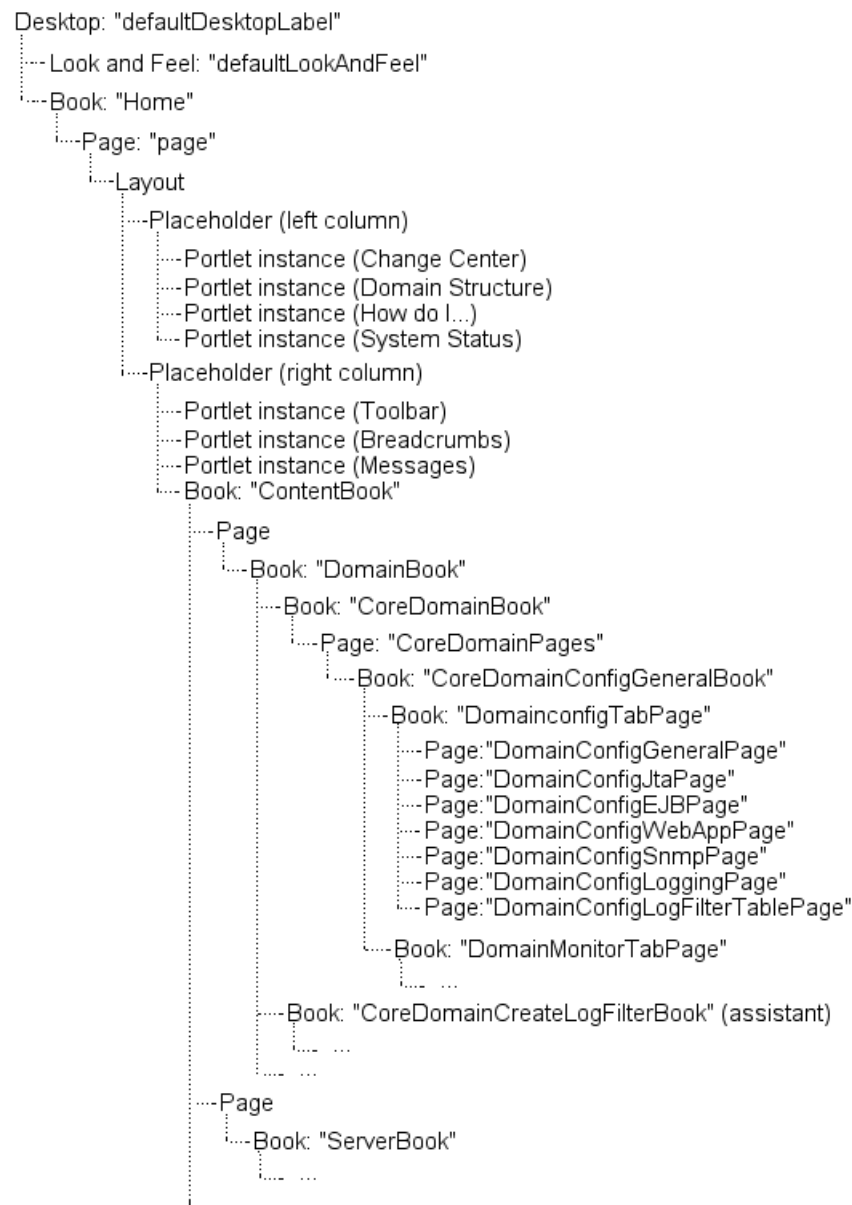 Desktop: "defaultDesktopLabel"
Look and Feel: "defaultLookAndFeel"
Book: "Home"
Page: "page"
Layout
Placeholder (left column)
Portlet instance (Change Center)
Portlet instance (Domain Structure)
Portlet instance (How do I...)
Portlet instance (System Status)
Placeholder (right column)
Portlet instance (Toolbar)
Portlet instance (Breadcrumbs)
Portlet instance (Messages)
Book: "ContentBook"
Page
Book: "DomainBook"
Book: "CoreDomainBook"
Page: "CoreDomainPages"
Book: "CoreDomainConfigGeneralBook"
Book: "DomainconfigTabPage"
Page:"DomainConfigGeneralPage"
Page:"DomainConfigJtaPage"
Page:"DomainConfigEJBPage"
Page:"DomainConfigWebAppPage"
Page:"DomainConfigSnmpPage"
Page:"DomainConfigLoggingPage"
Page:"DomainConfigLogFilterTablePage"
Book: "DomainMonitorTabPage"
...
Book: "CoreDomainCreateLogFilterBook" (assistant)
...
...
Page
Book: "ServerBook"
...